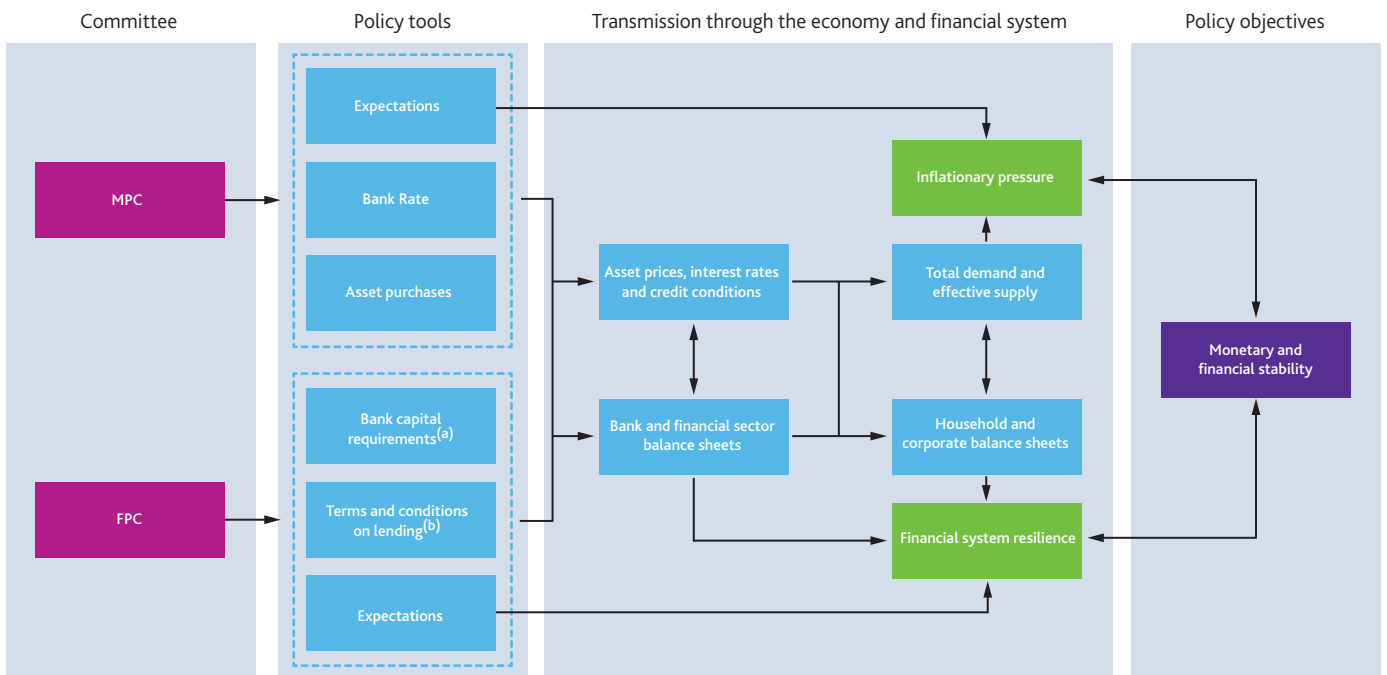 Committee
Policy tools
Transmission through the economy and financial system
Policy objectives
Expectations
MPC
Bank Rate
Asset purchases
Inflationary pressure
Asset prices, interest rates
and credit conditions
Total demand and
effective supply
Monetary and
financial stability
Bank capital
requirements(a)
Bank and financial sector
balance sheets
Household and
corporate balance sheets
FPC
Terms and conditions
on lending(b)
Financial system resilience
Expectations